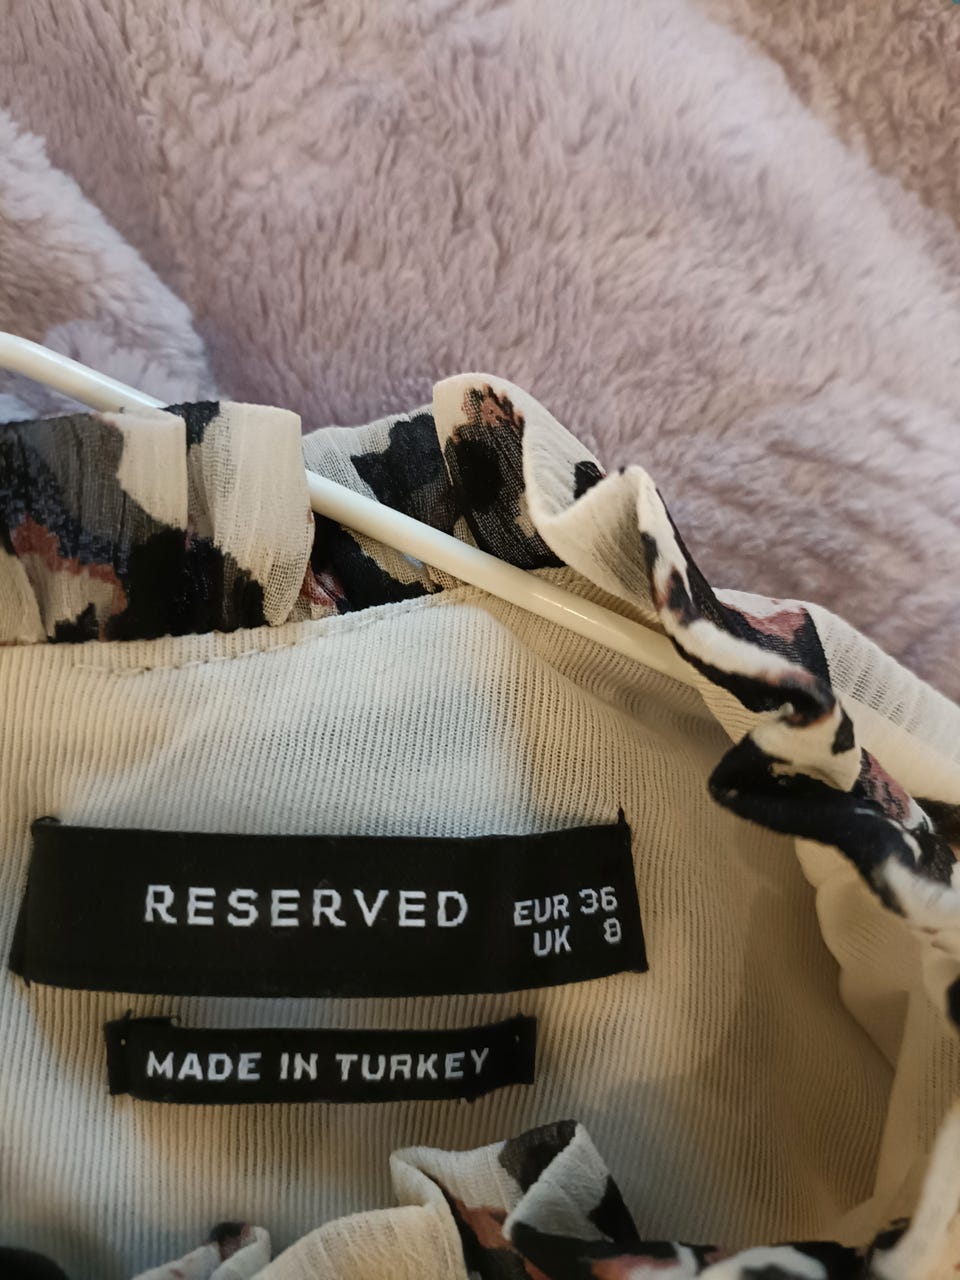 RESERVED
EUR 36
UK 8
MADE IN TURKEY